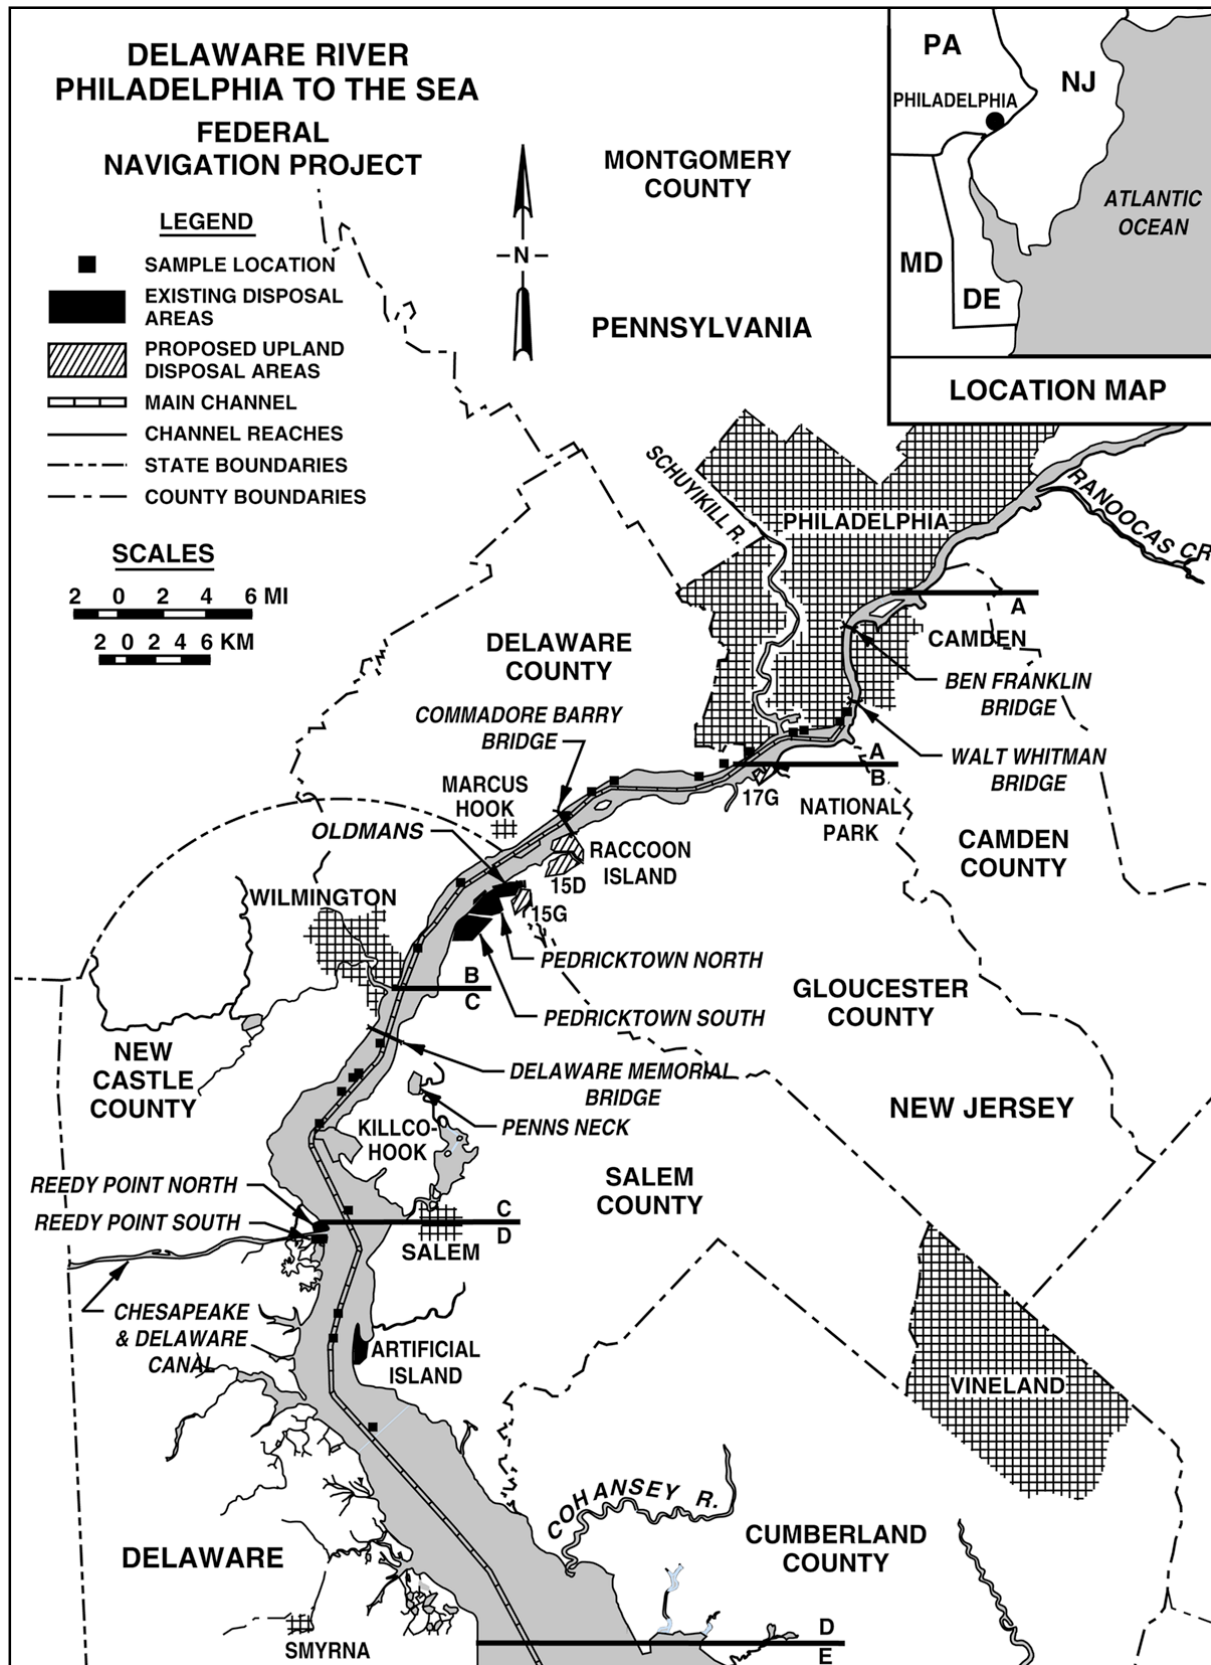 DELAWARE RIVER
PHILADELPHIA TO THE SEA
FEDERAL
NAVIGATION PROJECT
LEGEND
SAMPLE LOCATION
EXISTING DISPOSAL
AREAS
PROPOSED UPLAND
DISPOSAL AREAS
MAIN CHANNEL
CHANNEL REACHES
STATE BOUNDARIES
COUNTY BOUNDARIES
SCALES
2 0 2 4 6 MI
2 0 2 4 6 KM
N
MONTGOMERY
COUNTY
PENNSYLVANIA
PA
PHILADELPHIA
NJ
ATLANTIC
OCEAN
MD
DE
LOCATION MAP
SCHUYIKILL R.
PHILADELPHIA
RANOOCAS CR
A
CAMDEN
DELAWARE
COUNTY
BEN FRANKLIN
BRIDGE
COMMADORE BARRY
BRIDGE
WALT WHITMAN
BRIDGE
A
B
MARCUS
HOOK
17G
NATIONAL
PARK
OLDMANS
CAMDEN
COUNTY
RACCOON
ISLAND
15D
WILMINGTON
15G
PEDRICKTOWN NORTH
B
C
GLOUCESTER
COUNTY
PEDRICKTOWN SOUTH
NEW
CASTLE
COUNTY
DELAWARE MEMORIAL
BRIDGE
NEW JERSEY
KILLCO-
HOOK
PENNS NECK
SALEM
COUNTY
REEDY POINT NORTH
REEDY POINT SOUTH
C
D
SALEM
CHESAPEAKE
& DELAWARE
CANAL
ARTIFICIAL
ISLAND
VINELAND
COHANSEY R.
CUMBERLAND
COUNTY
DELAWARE
SMYRNA
D
E